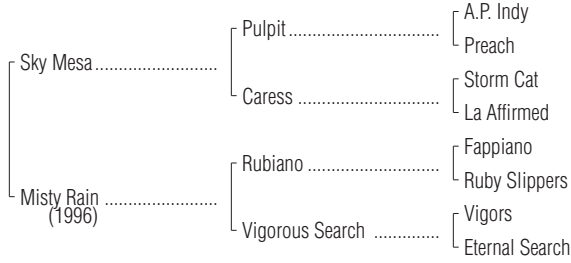 A.P. Indy
Pulpit
Preach
Sky Mesa
Storm Cat
Caress
La Affirmed
Fappiano
Rubiano
Ruby Slippers
Misty Rain
(1996)
Vigors
Vigorous Search
Eternal Search